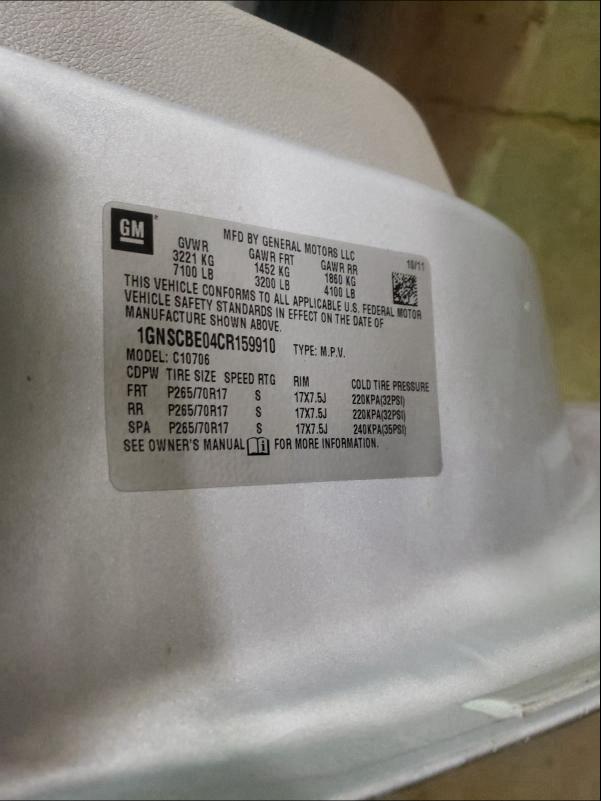 GM
MFD BY GENERAL MOTORS LLC
10/11
GVWR GAWR FRT GAWR RR
3221 KG 1452 KG 1860 KG
7100 LB 3200 LB 4100 LB
THIS VEHICLE CONFORMS TO ALL APPLICABLE U.S. FEDERAL MOTOR
VEHICLE SAFETY STANDARDS IN EFFECT ON THE DATE OF
MANUFACTURE SHOWN ABOVE.
1GNSCBE04CR159910 TYPE: M.P.V.
MODEL: C10706
CDPW TIRE SIZE SPEED RTG RIM COLD TIRE PRESSURE
FRT P265/70R17 S 17X7.5J 220KPA(32PSI)
RR P265/70R17 S 17X7.5J 220KPA(32PSI)
SPA P265/70R17 S 17X7.5J 240KPA(35PSI)
SEE OWNER'S MANUAL FOR MORE INFORMATION.